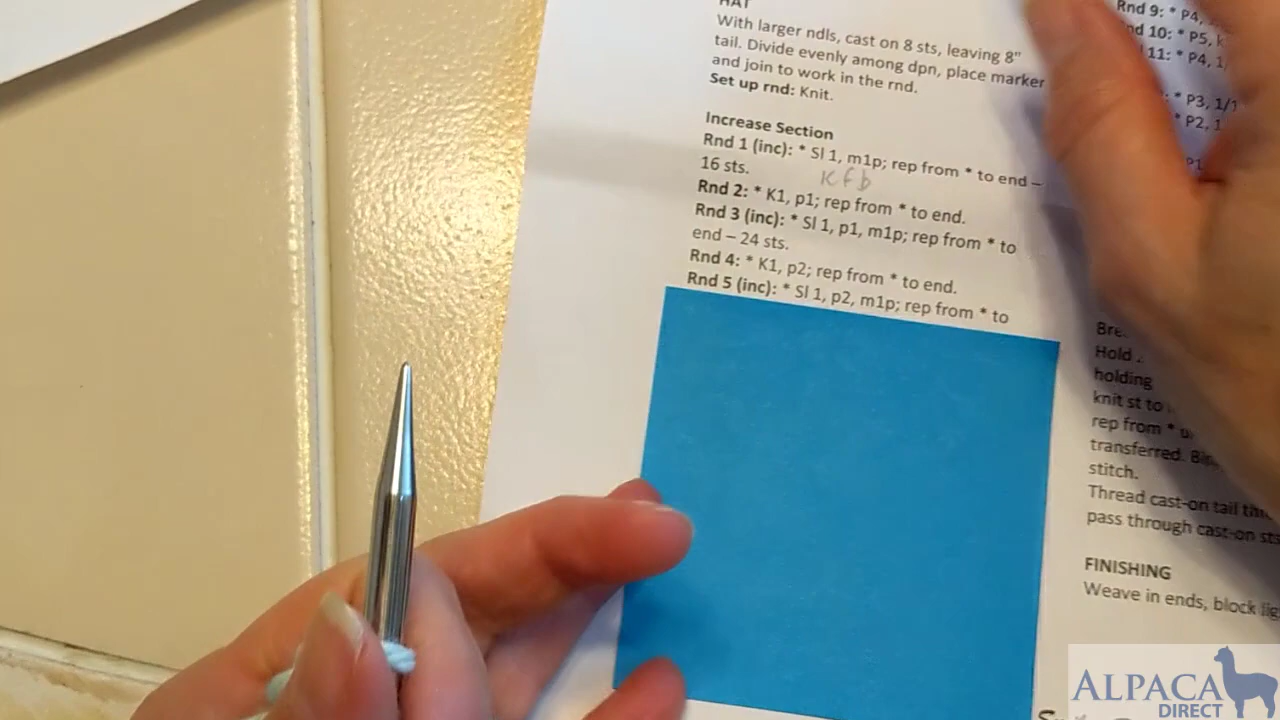 HAT
With larger ndls, cast on 8 sts, leaving 8"
tail. Divide evenly among dpn, place marker
and join to work in the rnd.
Set up rnd: Knit.
Increase Section
Rnd 1 (inc): * Sl 1, m1p; rep from * to end –
16 sts.
Kfb
Rnd 2: * K1, p1; rep from * to end.
Rnd 3 (inc): * Sl 1, p1, m1p; rep from * to
end – 24 sts.
Rnd 4: * K1, p2; rep from * to end.
Rnd 5 (inc): * Sl 1, p2, m1p; rep from * to
Rnd 9: * P4,
10: * P5,
11: * P4,
* P3, 1/1
* P2,
Hold
holding
knit st to
rep from *
transferred.
stitch.
Thread cast-on tail
pass through cast-on sts
FINISHING
Weave in ends, block
ALPACA
DIRECT